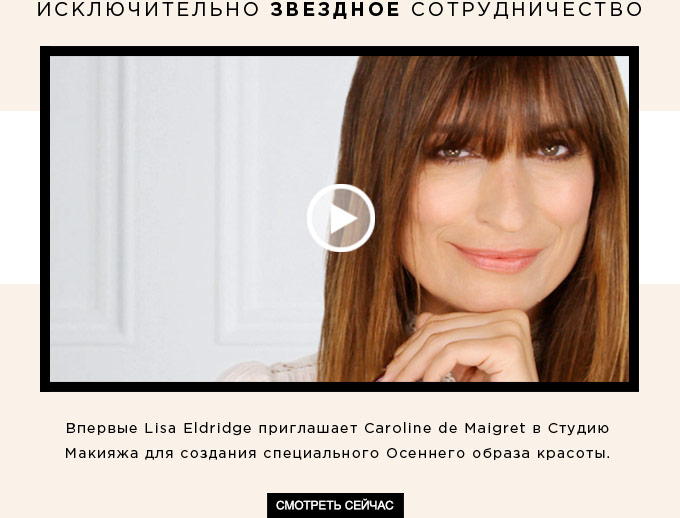 ИСКЛЮЧИТЕЛЬНО ЗВЕЗДНОЕ СОТРУДНИЧЕСТВО
Впервые Lisa Eldridge приглашает Caroline de Maigret в Студию
Макияжа для создания специального Осеннего образа красоты.
СМОТРЕТЬ СЕЙЧАС